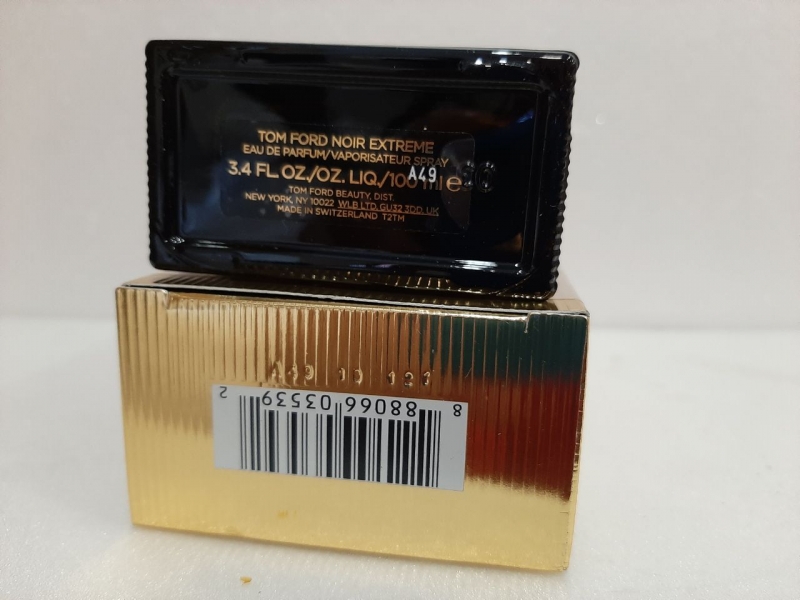 TOM FORD NOIR EXTREME
EAU DE PARFUM/VAPORISATEUR SPRAY
3.4 FL.OZ./OZ. LIQ./100 ml e
A49
TOM FORD BEAUTY, DIST.
NEW YORK, NY 10022 WLB LTD, GU32 3DD, UK
MADE IN SWITZERLAND T2TM
A49 10
8 88066 03539 2